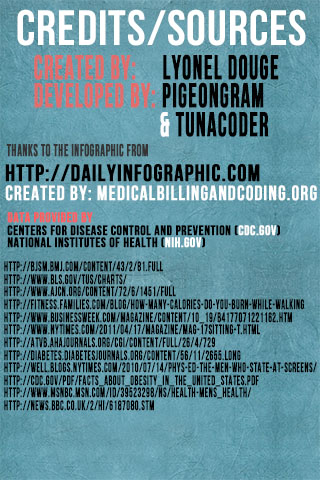 CREDITS/SOURCES
CREATED BY: LYONEL DOUGE
DEVELOPED BY: PIGEONGRAM
& TUNACODER
THANKS TO THE INFOGRAPHIC FROM
HTTP://DAILYINFOGRAPHIC.COM
CREATED BY: MEDICALBILLINGANDCODING.ORG
DATA PROVIDED BY
CENTERS FOR DISEASE CONTROL AND PREVENTION (CDC.GOV)
NATIONAL INSTITUTES OF HEALTH (NIH.GOV)
HTTP://BJSM.BMJ.COM/CONTENT/43/2/81.FULL
HTTP://WWW.BLS.GOV/TUS/CHARTS/
HTTP://WWW.AJCN.ORG/CONTENT/72/6/1451/FULL
HTTP://FITNESS.FAMILIES.COM/BLOG/HOW-MANY-CALORIES-DO-YOU-BURN-WHILE-WALKING
HTTP://WWW.BUSINESSWEEK.COM/MAGAZINE/CONTENT/10_19/B4177071221162.HTM
HTTP://WWW.NYTIMES.COM/2011/04/17/MAGAZINE/MAG-17SITTING-T.HTML
HTTP://ATVB.AHAJOURNALS.ORG/CGI/CONTENT/FULL/26/4/729
HTTP://DIABETES.DIABETESJOURNALS.ORG/CONTENT/56/11/2655.LONG
HTTP://WELL.BLOGS.NYTIMES.COM/2010/07/14/PHYS-ED-THE-MEN-WHO-STATE-AT-SCREENS/
HTTP://CDC.GOV/PDF/FACTS_ABOUT_OBESITY_IN_THE_UNITED_STATES.PDF
HTTP://WWW.MSNBC.MSN.COM/ID/39523298/NS/HEALTH-MENS_HEALTH/
HTTP://NEWS.BBC.CO.UK/2/HI/6187080.STM